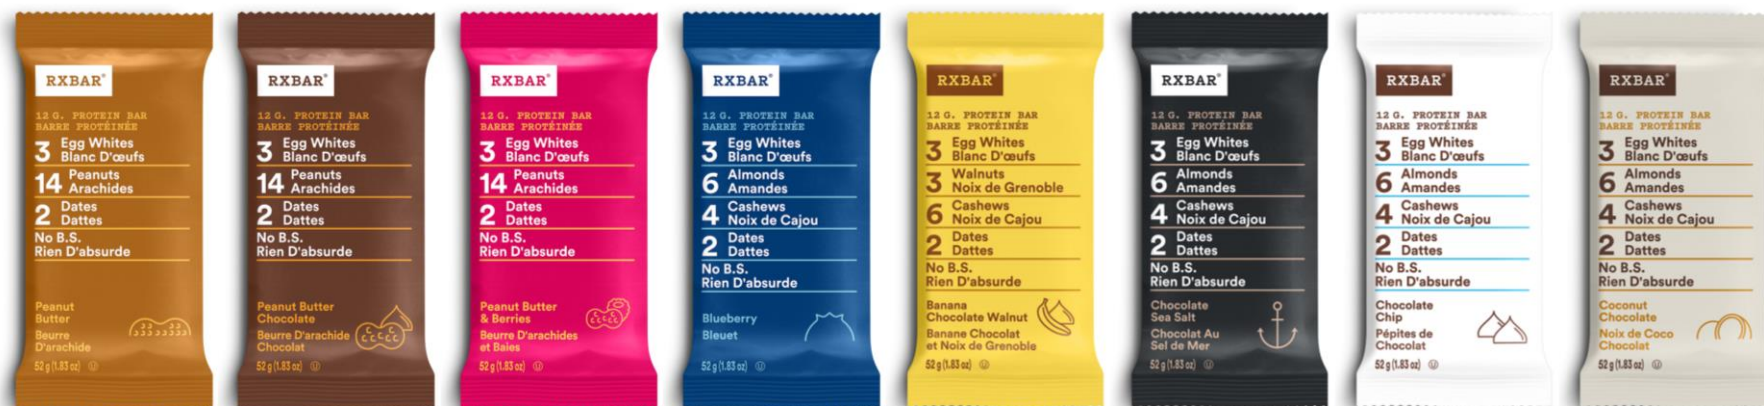 RXBAR®
12 G. PROTEIN BAR
BARRE PROTÉINÉE
3 Egg Whites
Blanc D'œufs
14 Peanuts
Arachides
2 Dates
Dattes
No B.S.
Rien D'absurde
Peanut
Butter
Beurre
D'arachide
52 g (1.83 oz) U
RXBAR®
12 G. PROTEIN BAR
BARRE PROTÉINÉE
3 Egg Whites
Blanc D'œufs
14 Peanuts
Arachides
2 Dates
Dattes
No B.S.
Rien D'absurde
Peanut Butter
Chocolate
Beurre D'arachide
Chocolat
52 g (1.83 oz) U
RXBAR®
12 G. PROTEIN BAR
BARRE PROTÉINÉE
3 Egg Whites
Blanc D'œufs
14 Peanuts
Arachides
2 Dates
Dattes
No B.S.
Rien D'absurde
Peanut Butter
& Berries
Beurre D'arachides
et Baies
52 g (1.83 oz) U
RXBAR®
12 G. PROTEIN BAR
BARRE PROTÉINÉE
3 Egg Whites
Blanc D'œufs
6 Almonds
Amandes
4 Cashews
Noix de Cajou
2 Dates
Dattes
No B.S.
Rien D'absurde
Blueberry
Bleuet
52 g (1.83 oz) U
RXBAR®
12 G. PROTEIN BAR
BARRE PROTÉINÉE
3 Egg Whites
Blanc D'œufs
3 Walnuts
Noix de Grenoble
6 Cashews
Noix de Cajou
2 Dates
Dattes
No B.S.
Rien D'absurde
Banana
Chocolate Walnut
Banane Chocolat
et Noix de Grenoble
52 g (1.83 oz) U
RXBAR®
12 G. PROTEIN BAR
BARRE PROTÉINÉE
3 Egg Whites
Blanc D'œufs
6 Almonds
Amandes
4 Cashews
Noix de Cajou
2 Dates
Dattes
No B.S.
Rien D'absurde
Chocolate
Sea Salt
Chocolat Au
Sel de Mer
52 g (1.83 oz) U
RXBAR®
12 G. PROTEIN BAR
BARRE PROTÉINÉE
3 Egg Whites
Blanc D'œufs
6 Almonds
Amandes
4 Cashews
Noix de Cajou
2 Dates
Dattes
No B.S.
Rien D'absurde
Chocolate
Chip
Pépites de
Chocolat
52 g (1.83 oz) U
RXBAR®
12 G. PROTEIN BAR
BARRE PROTÉINÉE
3 Egg Whites
Blanc D'œufs
6 Almonds
Amandes
4 Cashews
Noix de Cajou
2 Dates
Dattes
No B.S.
Rien D'absurde
Coconut
Chocolate
Noix de Coco
Chocolat
52 g (1.83 oz) U